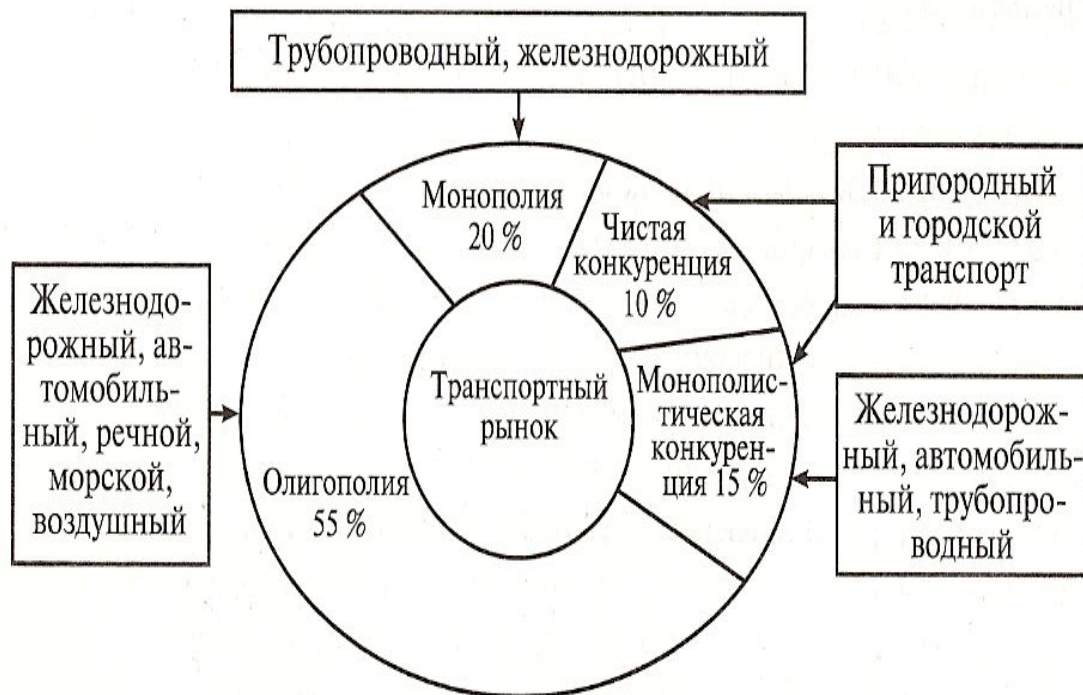 Трубопроводный, железнодорожный
Монополия
20 %
Чистая
конкуренция
10 %
Пригородный
и городской
транспорт
Железнодо-
рожный, ав-
томобиль-
ный, речной,
морской,
воздушный
Транспортный
рынок
Монополис-
тическая
конкурен-
ция 15 %
Железнодорож-
ный, автомобиль-
ный, трубопро-
водный
Олигополия
55 %